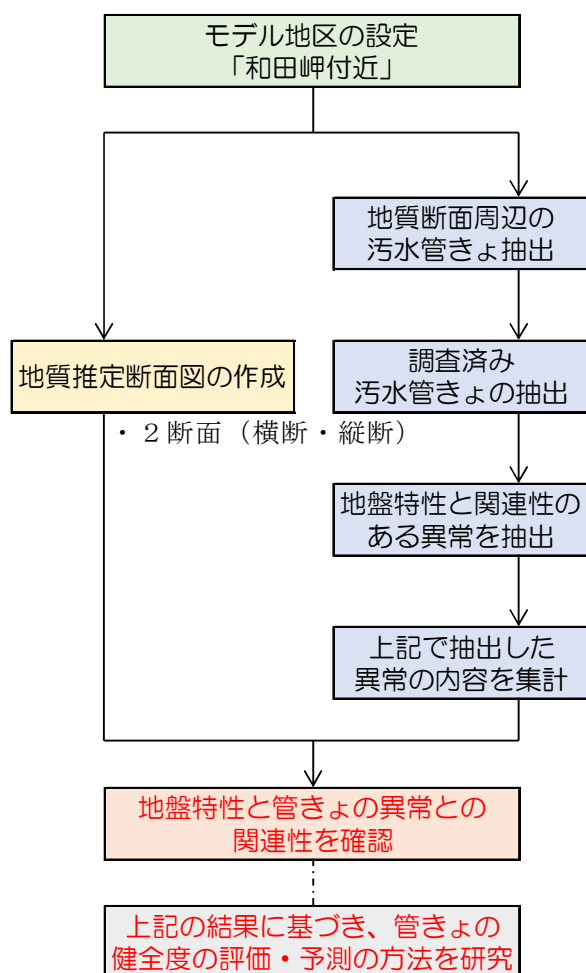 モデル地区の設定
「和田岬付近」
地質断面周辺の
汚水管きょ抽出
地質推定断面図の作成
・２断面（横断・縦断）
調査済み
汚水管きょの抽出
地盤特性と関連性の
ある異常を抽出
上記で抽出した
異常の内容を集計
地盤特性と管きょの異常との
関連性を確認
上記の結果に基づき、管きょの
健全度の評価・予測の方法を研究